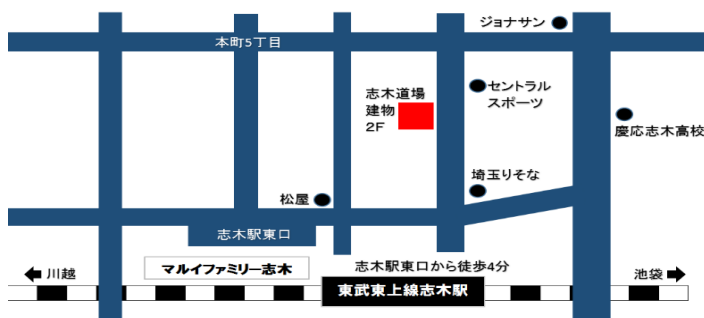 ジョナサン
本町5丁目
志木道場
建物
2F
セントラル
スポーツ
慶応志木高校
埼玉りそな
松屋
志木駅東口
マルイファミリー志木
志木駅東口から徒歩4分
川越
池袋
東武東上線志木駅